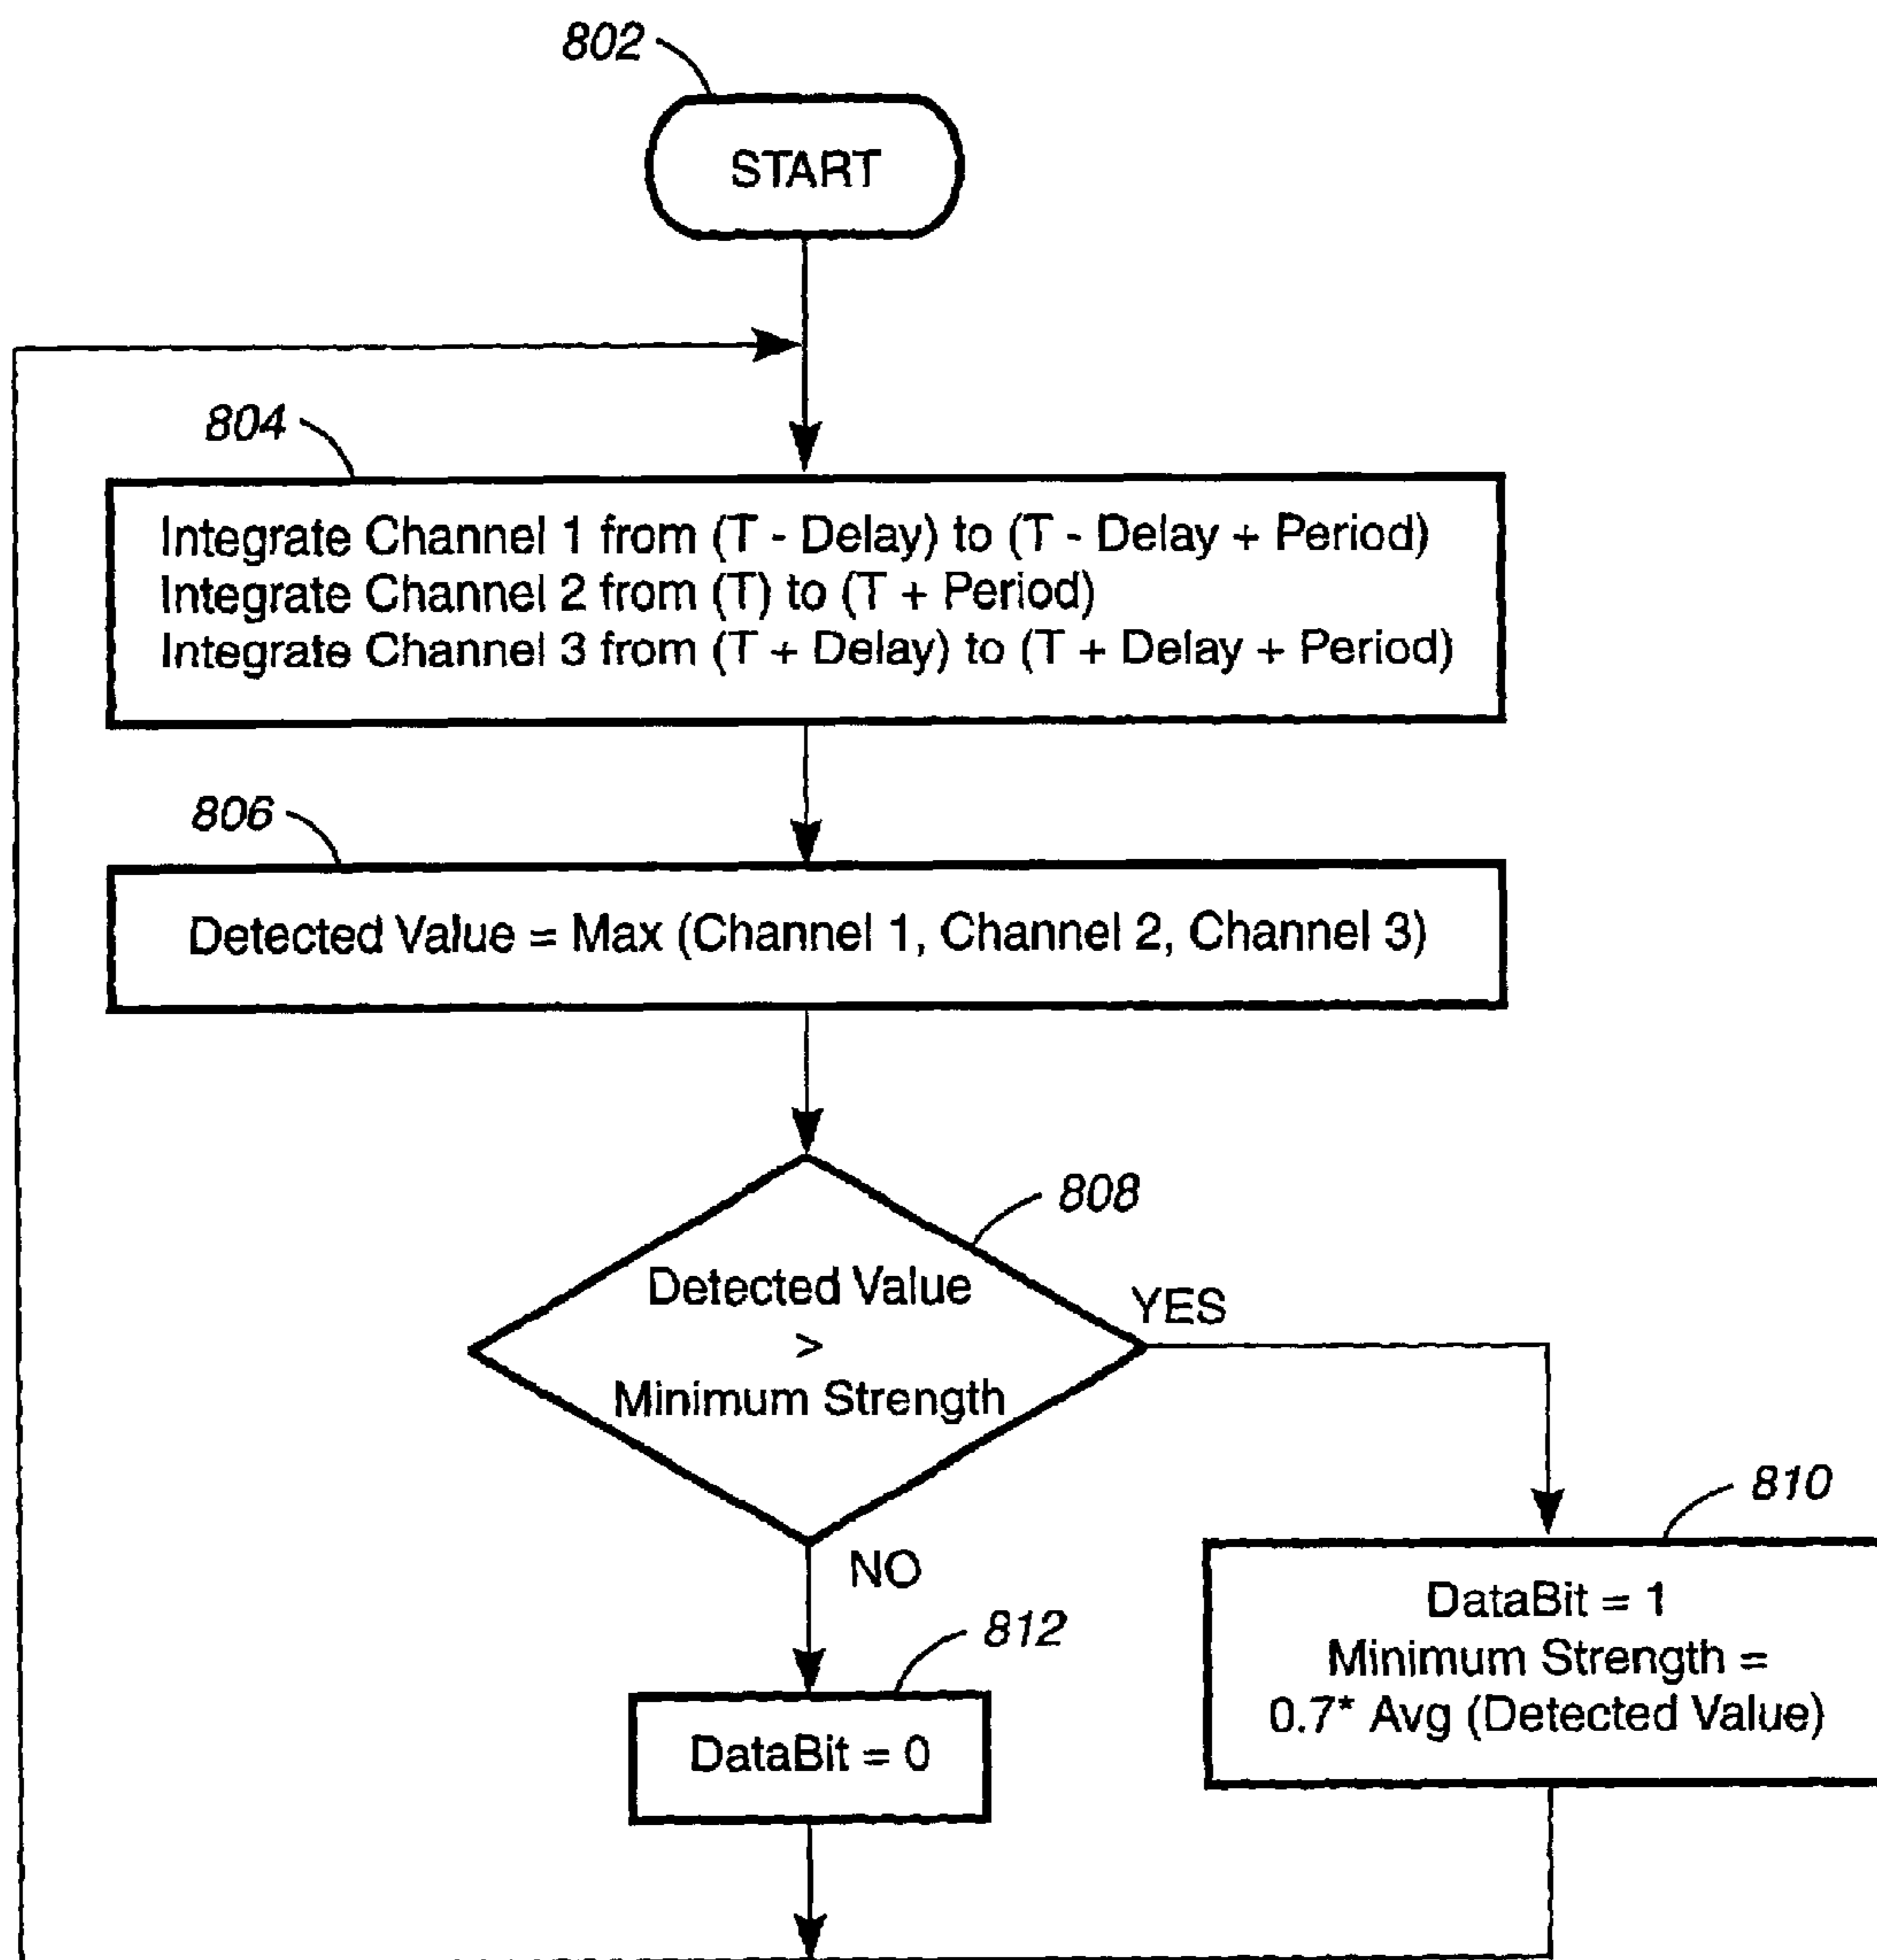 802
START
804
Integrate Channel 1 from (T - Delay) to (T - Delay + Period)
Integrate Channel 2 from (T) to (T + Period)
Integrate Channel 3 from (T + Delay) to (T + Delay + Period)
806
Detected Value = Max (Channel 1, Channel 2, Channel 3)
808
Detected Value
>
Minimum Strength
YES
NO
810
DataBit = 1
Minimum Strength =
0.7* Avg (Detected Value)
812
DataBit = 0